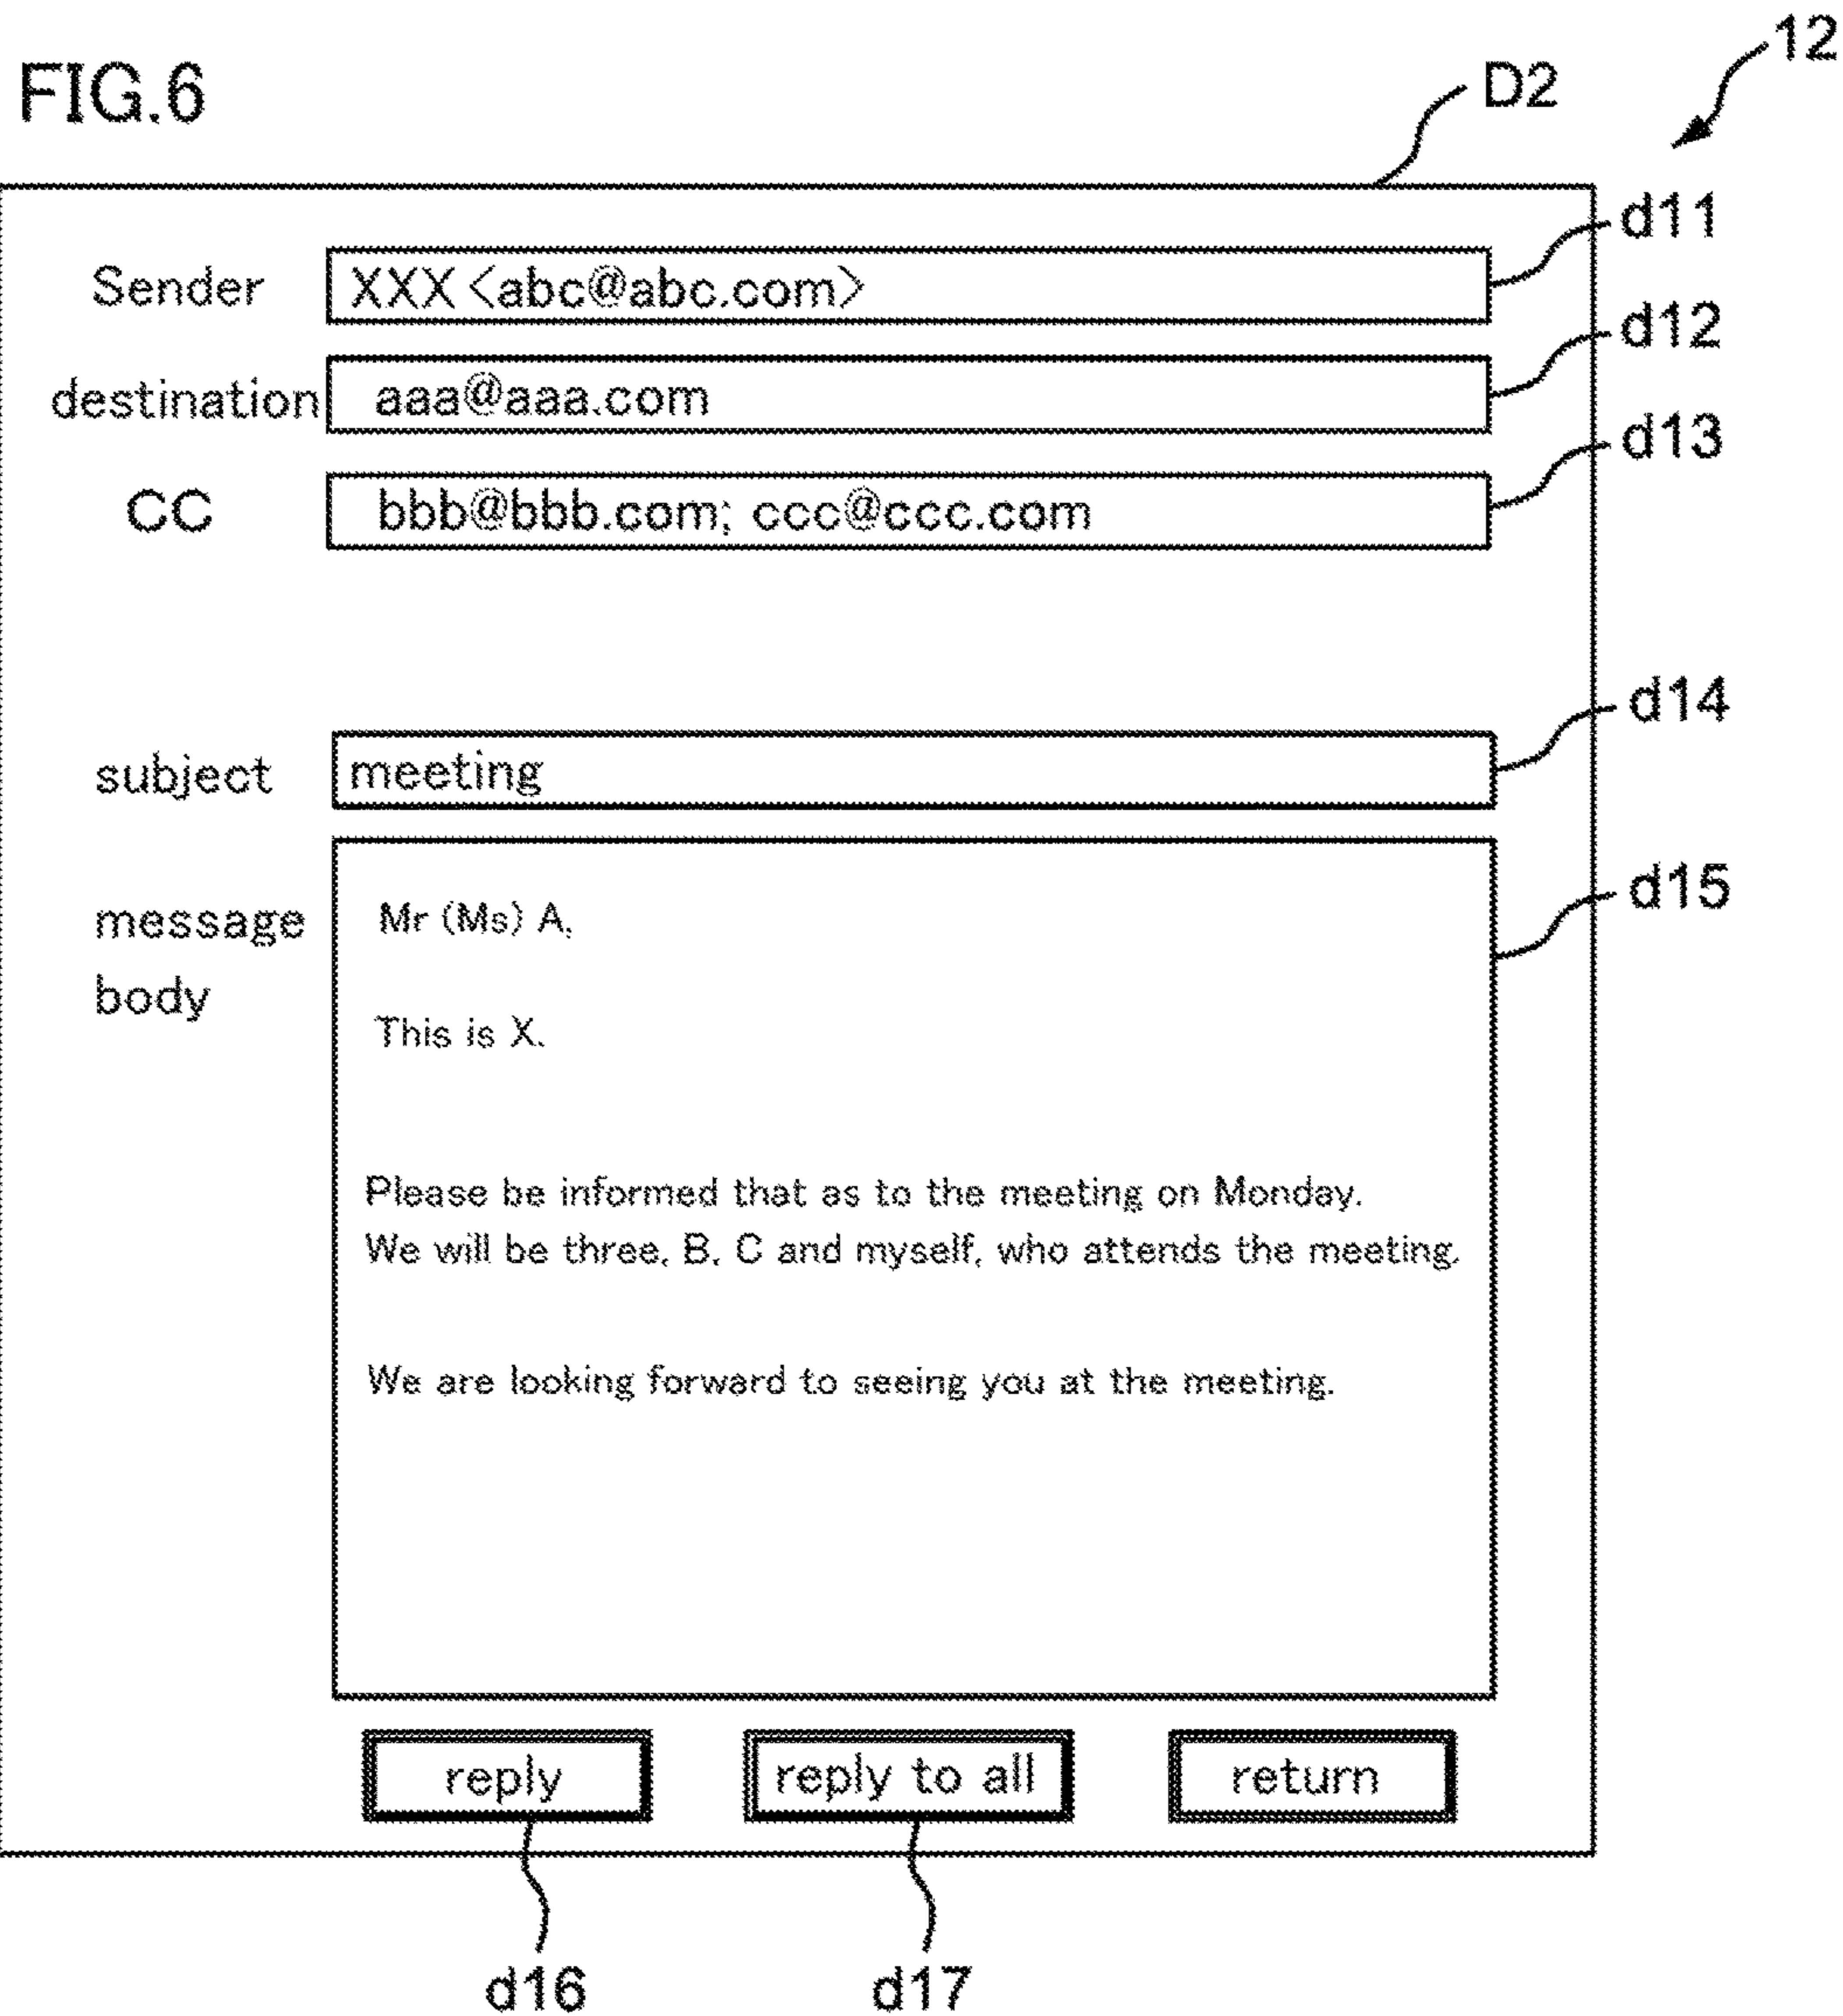 FIG.6
12
D2
Sender XXX <abc@abc.com> d11
destination aaa@aaa.com d12
CC bbb@bbb.com; ccc@ccc.com d13
subject meeting d14
message body
Mr (Ms) A, d15
This is X.
Please be informed that as to the meeting on Monday.
We will be three, B, C and myself, who attends the meeting.
We are looking forward to seeing you at the meeting.
reply reply to all return
d16 d17